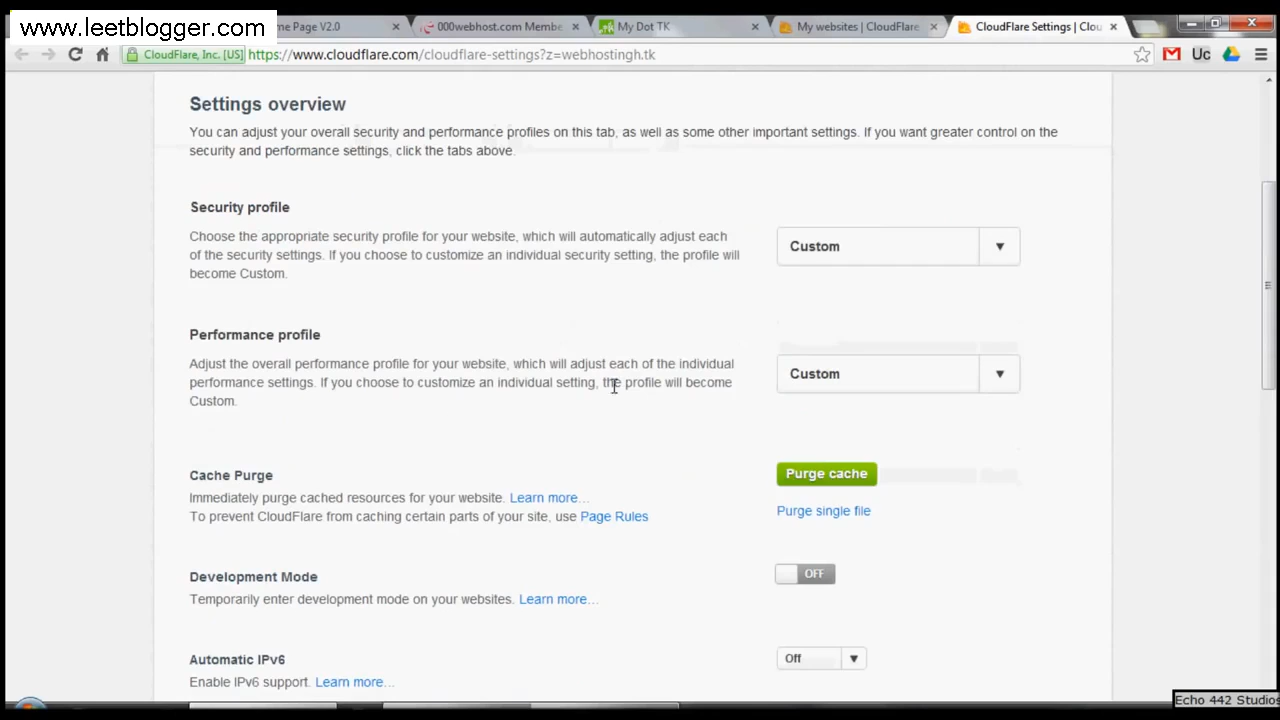 www.leetblogger.com
me Page V2.0
000webhost.com Membe
My Dot TK
My websites | CloudFlare
CloudFlare Settings | Clou
CloudFlare, Inc. [US]
https://www.cloudflare.com/cloudflare-settings?z=webhostingh.tk
Uc
Settings overview
You can adjust your overall security and performance profiles on this tab, as well as some other important settings. If you want greater control on the
security and performance settings, click the tabs above.
Security profile
Choose the appropriate security profile for your website, which will automatically adjust each
of the security settings. If you choose to customize an individual security setting, the profile will
become Custom.
Custom
Performance profile
Adjust the overall performance profile for your website, which will adjust each of the individual
performance settings. If you choose to customize an individual setting, the profile will become
Custom.
Custom
Cache Purge
Immediately purge cached resources for your website. Learn more...
To prevent CloudFlare from caching certain parts of your site, use Page Rules
Purge cache
Purge single file
Development Mode
Temporarily enter development mode on your websites. Learn more...
OFF
Automatic IPv6
Enable IPv6 support. Learn more...
Off
Echo 442 Studios